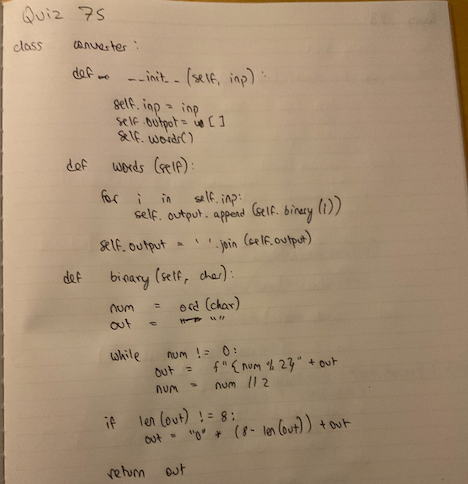 Quiz 75
class converter:
def __init__(self, inp):
self.inp = inp
self.output = []
self.words()
def words (self):
for i in self.inp:
self.output.append (self.binary(i))
self.output = ' '.join (self.output)
def binary (self, char):
num = ord (char)
out = ""
while num != 0:
out = f"{num % 2}" + out
num = num // 2
if len(out) != 8:
out = "0" * (8 - len(out)) + out
return out